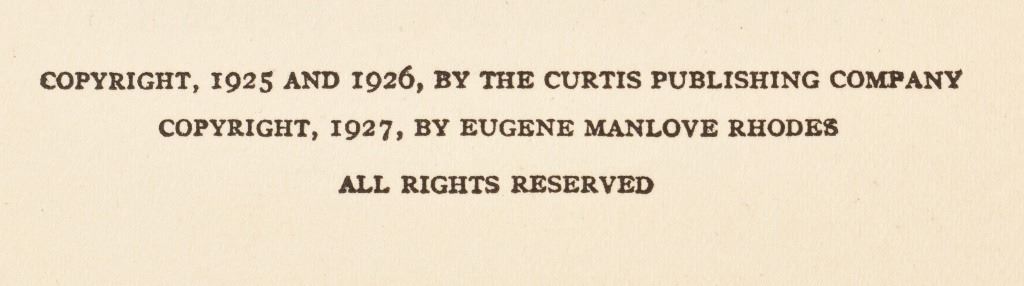 COPYRIGHT, 1925 AND 1926, BY THE CURTIS PUBLISHING COMPANY
COPYRIGHT, 1927, BY EUGENE MANLOVE RHODES
ALL RIGHTS RESERVED